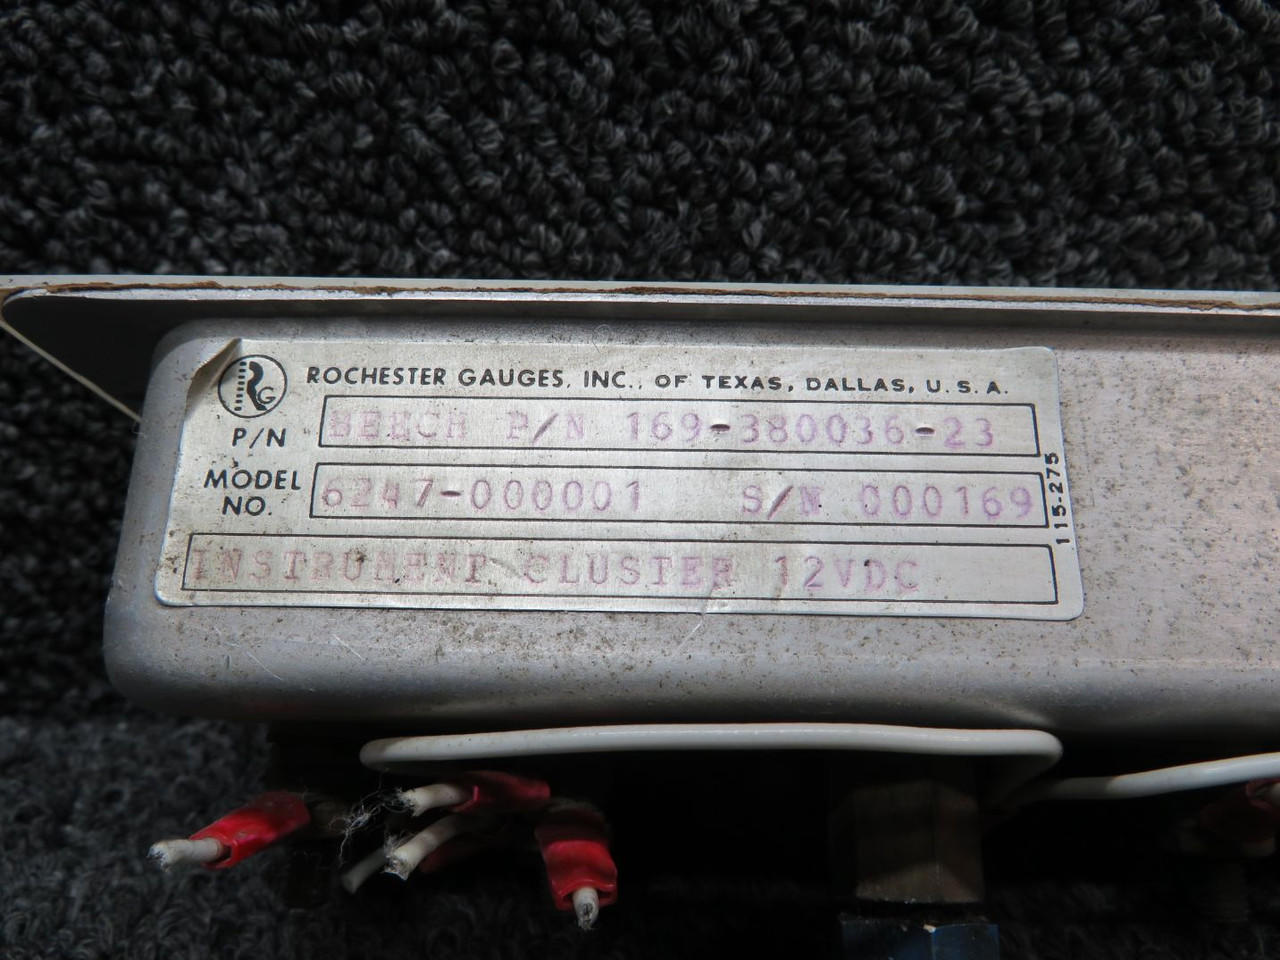 RG
ROCHESTER GAUGES, INC., OF TEXAS, DALLAS, U.S.A.
P/N BEECH P/N 169-380036-23
MODEL NO. 6247-000001 S/N 000169
INSTRUMENT CLUSTER 12VDC
115-275